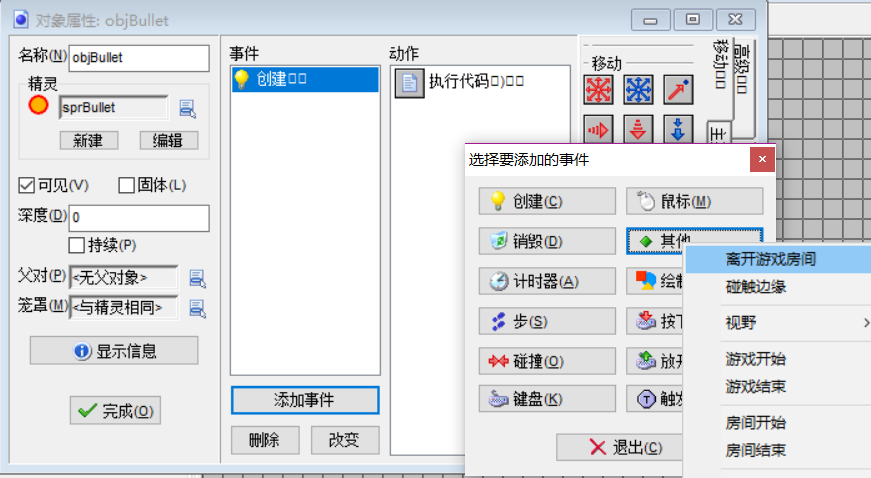 对象属性: objBullet
名称(N) objBullet
精灵
sprBullet
新建 编辑
可见(V) 固体(L)
深度(D) 0
持续(P)
父对(P) <无父对象>
笼罩(M) <与精灵相同>
显示信息
完成(O)
事件
创建
添加事件
删除 改变
动作
执行代码
移动
移动
高级
主
选择要添加的事件
创建(C) 鼠标(M)
销毁(D) 其他
计时器(A) 绘制
步(S) 按下
碰撞(O) 放开
键盘(K) 触发
退出(C)
离开游戏房间
碰触边缘
视野
游戏开始
游戏结束
房间开始
房间结束